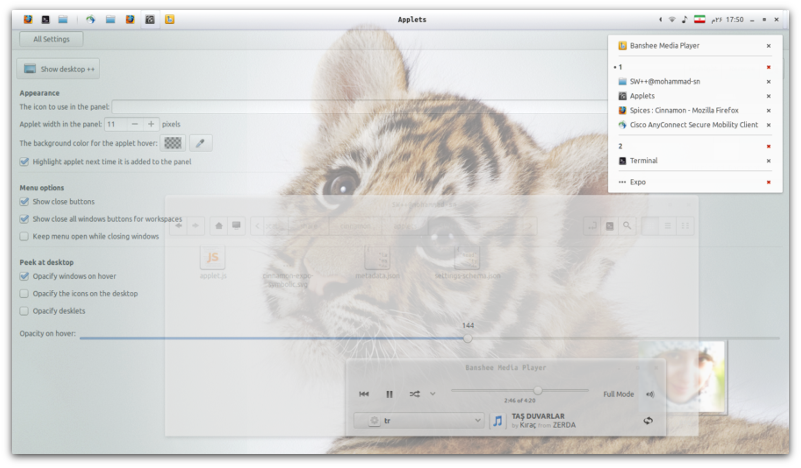 Applets
۲۶م 17:50
All Settings
Show desktop ++
Appearance
The icon to use in the panel:
Applet width in the panel: 11 − + pixels
The background color for the applet hover:
Highlight applet next time it is added to the panel
Menu options
Show close buttons
Show close all windows buttons for workspaces
Keep menu open while closing windows
Peek at desktop
Opacify windows on hover
Opacify the icons on the desktop
Opacify desklets
144
Opacity on hover:
Banshee Media Player
1
SW++@mohammad-sn
Applets
Spices : Cinnamon - Mozilla Firefox
Cisco AnyConnect Secure Mobility Client
2
Terminal
Expo
JS
applet.js
metadata.json
settings-schema.json
Banshee Media Player
2:46 of 4:20
Full Mode
tr
TAŞ DUVARLAR
by Kıraç from ZERDA